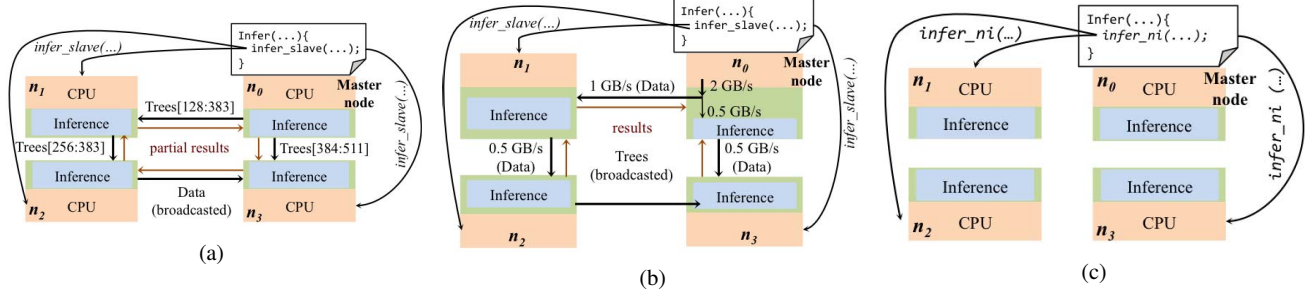 Infer(...){
infer_slave(...);
}
infer_slave(...)
n1
CPU
n0
CPU
Master
node
Trees[128:383]
Inference
Inference
infer_slave(...)
Trees[256:383]
partial results
Trees[384:511]
Inference
Inference
Data
(broadcasted)
n2
CPU
n3
CPU
(a)
Infer(...){
infer_slave(...);
}
infer_slave(...)
n1
n0
Master
node
1 GB/s (Data)
2 GB/s
0.5 GB/s
Inference
Inference
results
infer_slave(...)
0.5 GB/s
(Data)
Trees
(broadcasted)
0.5 GB/s
(Data)
Inference
Inference
n2
n3
(b)
Infer(...){
infer_ni(...);
}
infer_ni(…)
n1
CPU
n0
CPU
Master
node
Inference
Inference
infer_ni (…)
Inference
Inference
n2
CPU
n3
CPU
(c)